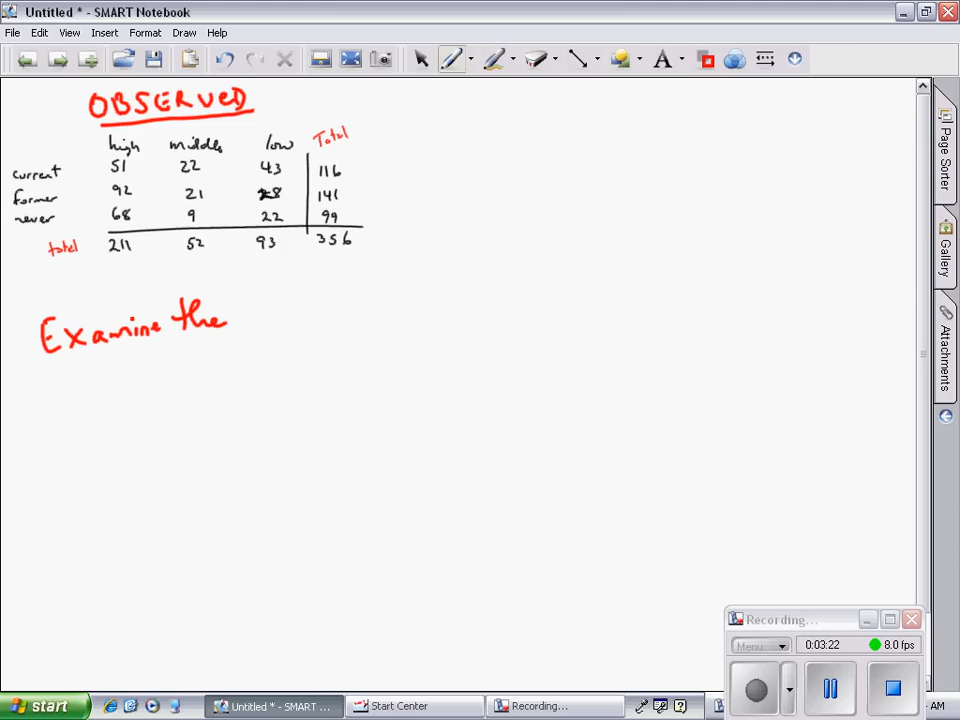 Untitled * - SMART Notebook
File Edit View Insert Format Draw Help
OBSERVED
high middle low Total
current 51 22 43 116
former 92 21 28 141
never 68 9 22 99
total 211 52 93 356
Examine the
Page Sorter
Gallery
Attachments
Recording...
Menu 0:03:22 8.0 fps
start Untitled * - SMART ... Start Center Recording... AM